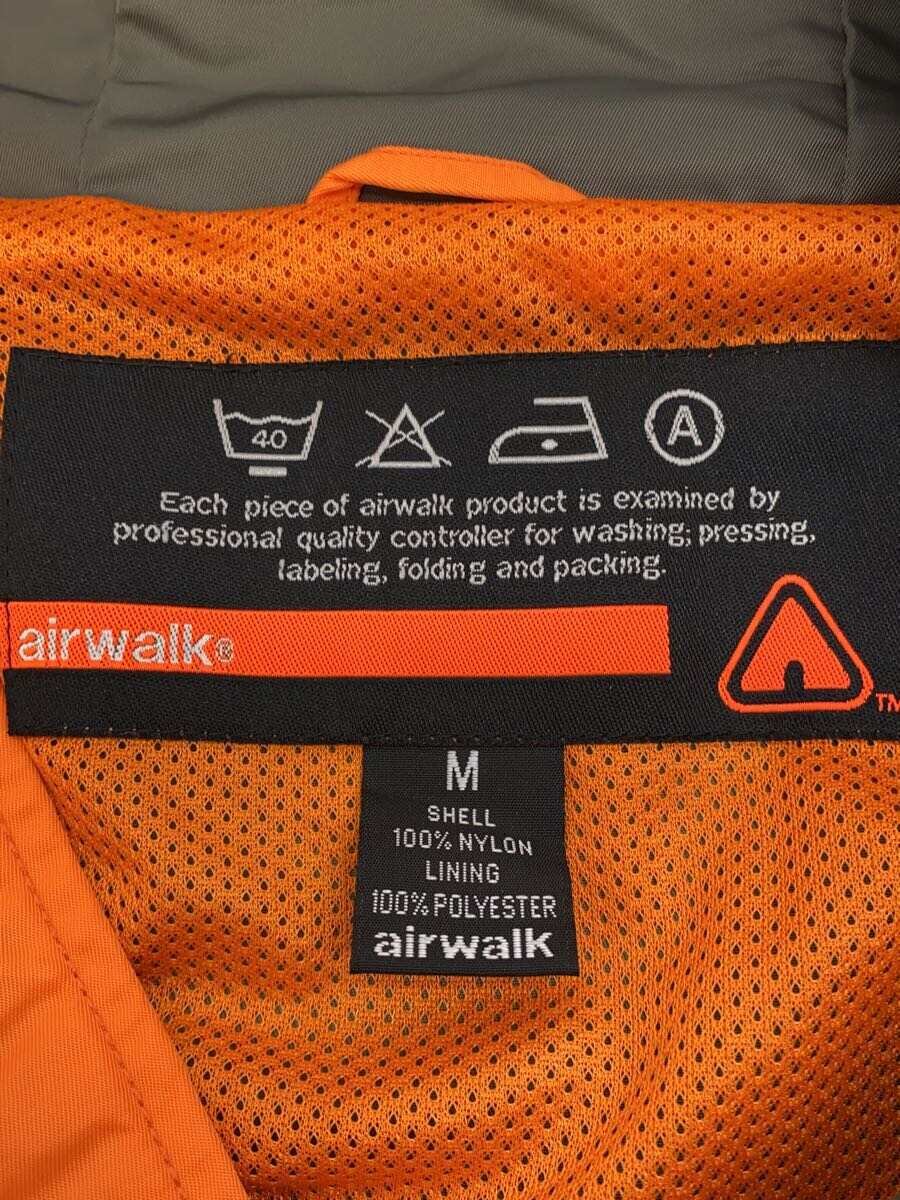 40
A
Each piece of airwalk product is examined by
professional quality controller for washing; pressing,
labeling, folding and packing.
airwalk®
TM
M
SHELL
100% NYLON
LINING
100% POLYESTER
airwalk